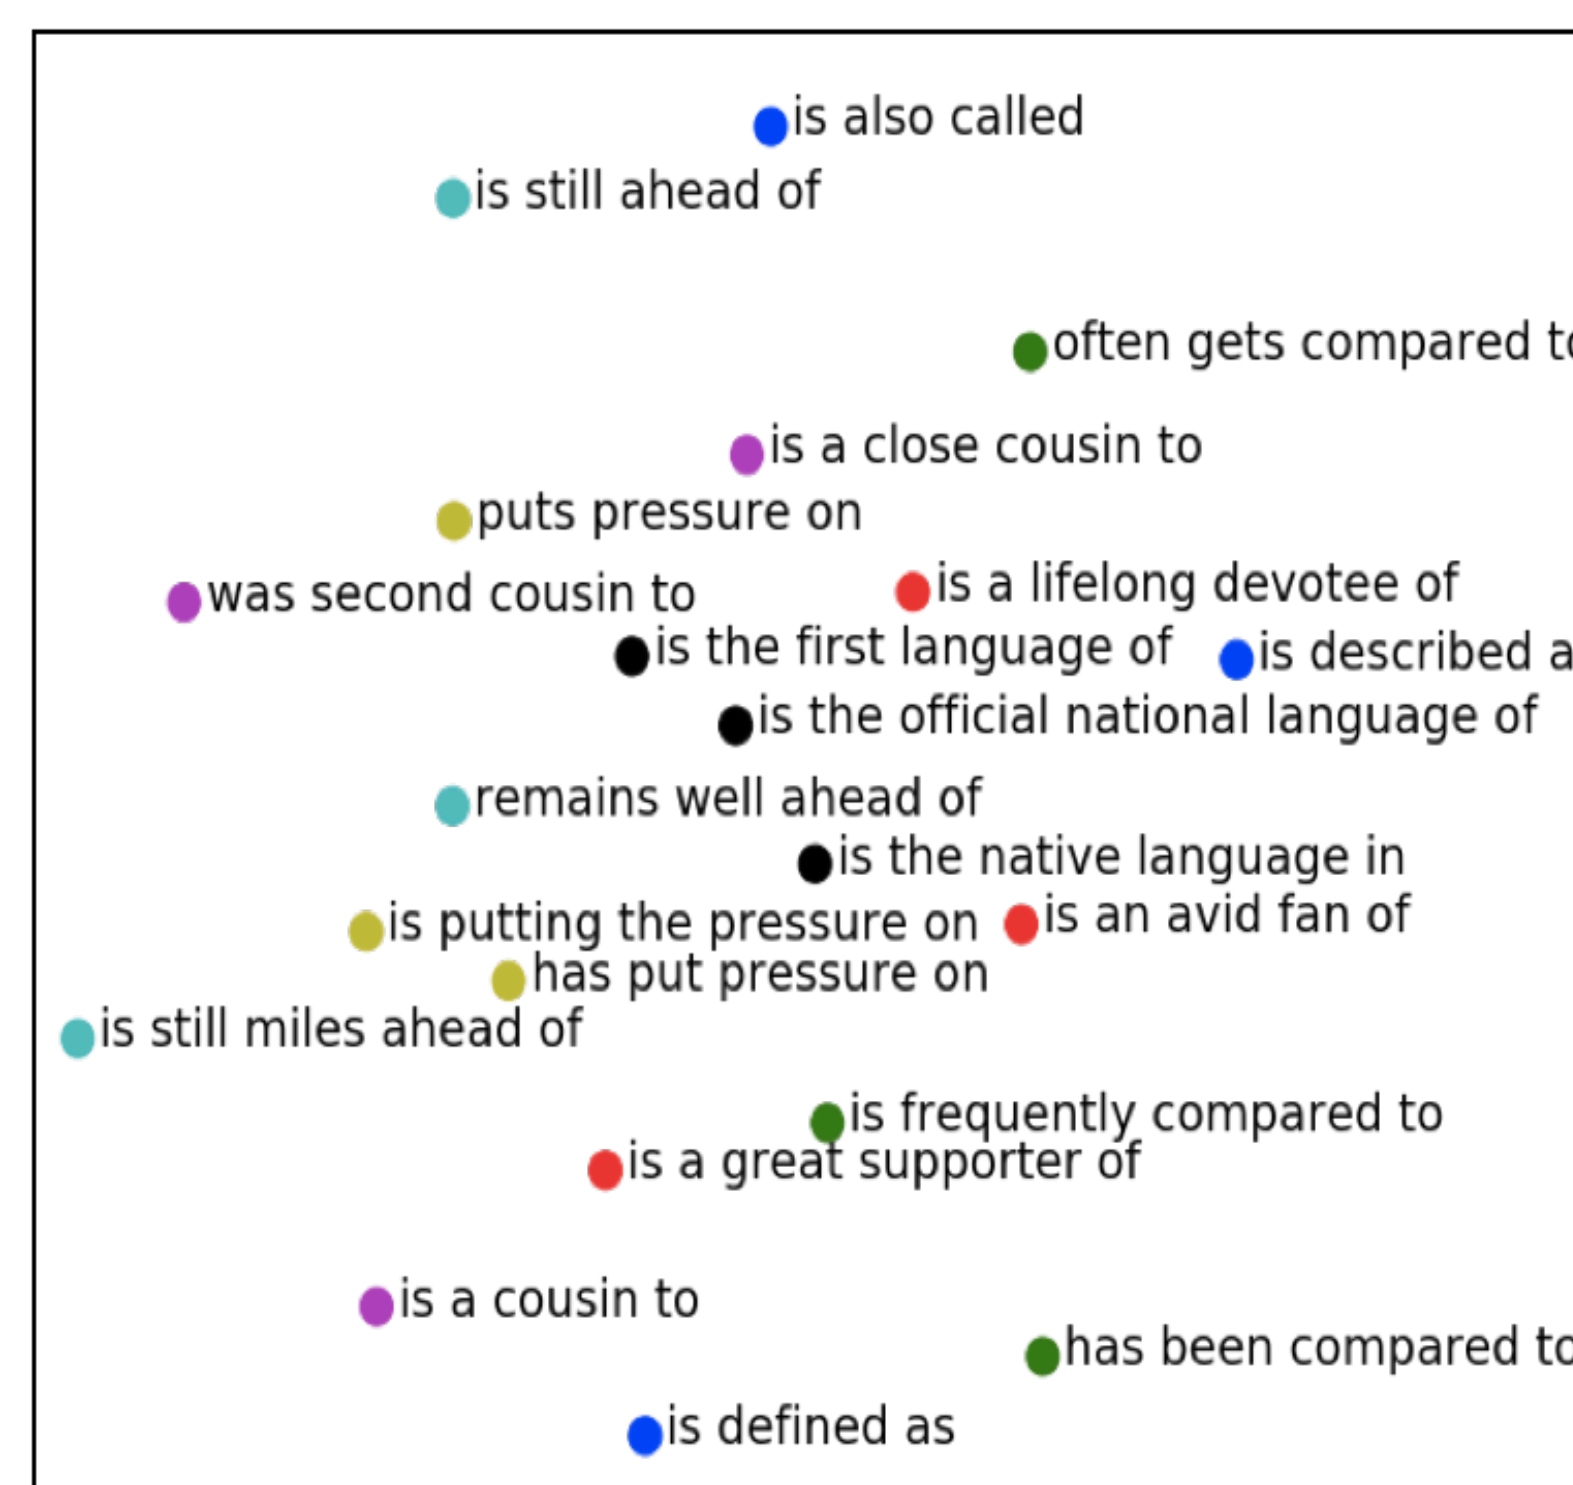 is also called
is still ahead of
often gets compared to
is a close cousin to
puts pressure on
is a lifelong devotee of
was second cousin to
is the first language of
is described a
is the official national language of
remains well ahead of
is the native language in
is an avid fan of
is putting the pressure on
has put pressure on
is still miles ahead of
is frequently compared to
is a great supporter of
is a cousin to
has been compared to
is defined as